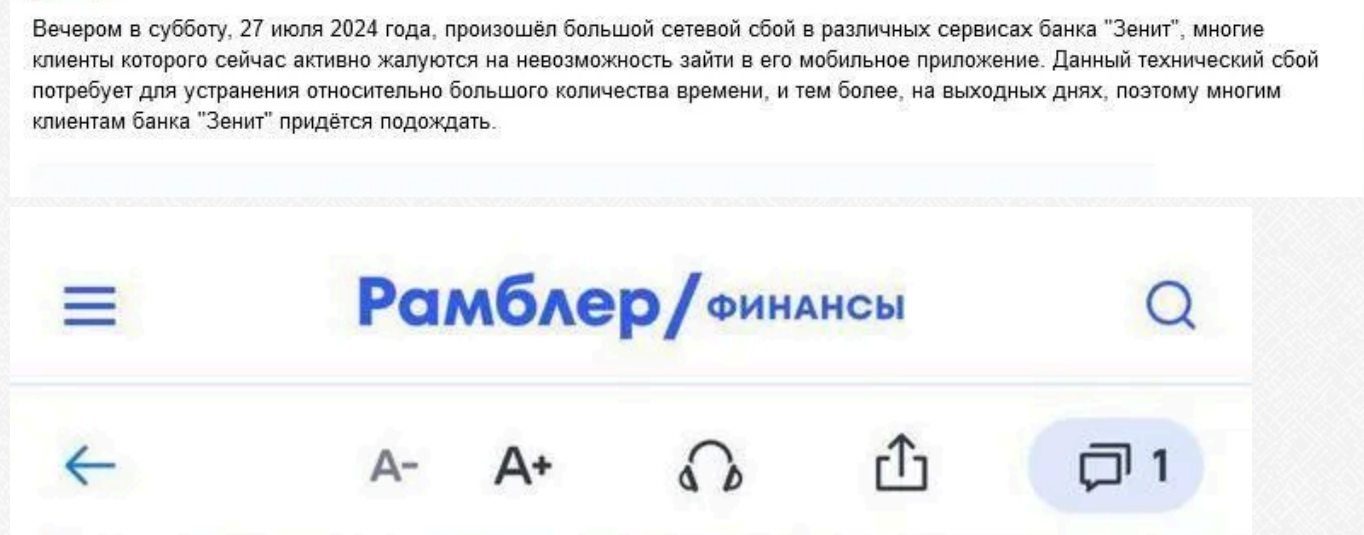 Вечером в субботу, 27 июля 2024 года, произошёл большой сетевой сбой в различных сервисах банка "Зенит", многие
клиенты которого сейчас активно жалуются на невозможность зайти в его мобильное приложение. Данный технический сбой
потребует для устранения относительно большого количества времени, и тем более, на выходных днях, поэтому многим
клиентам банка "Зенит" придётся подождать.
Рамблер/ФИНАНСЫ
A- A+ 1